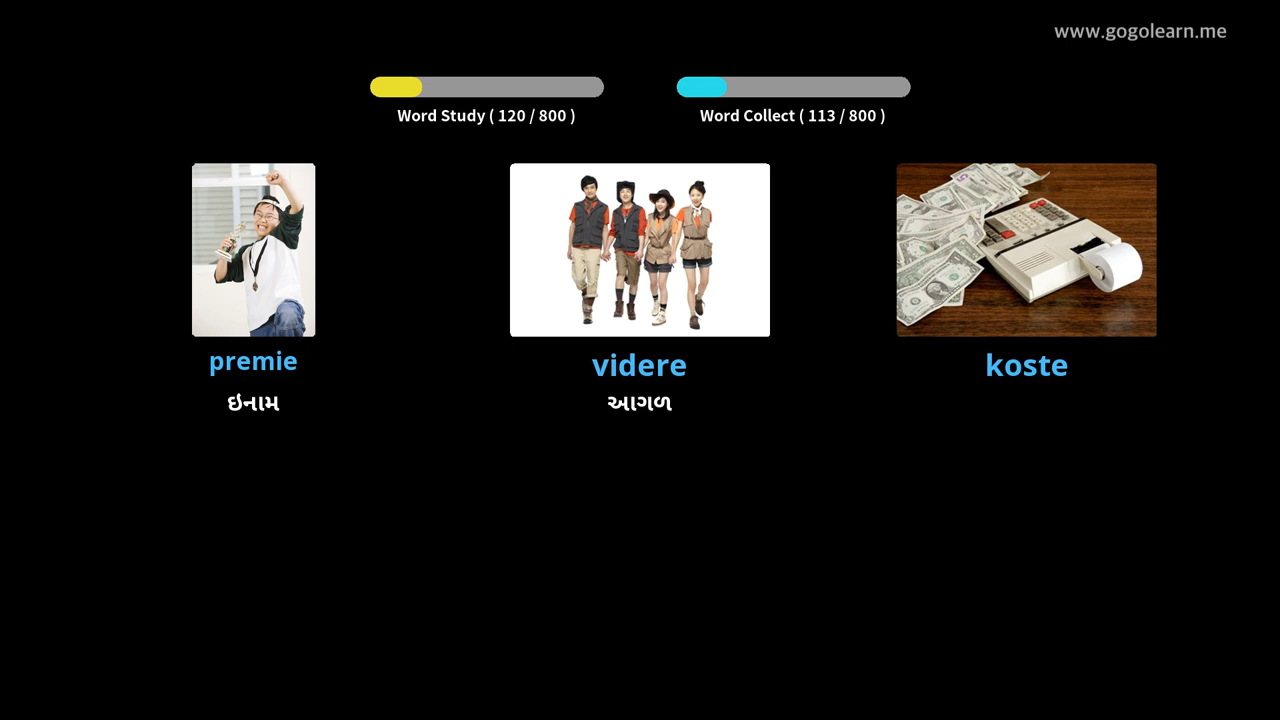 www.gogolearn.me
Word Study ( 120 / 800 )
Word Collect ( 113 / 800 )
premie
videre
koste
ઇનામ
આગળ